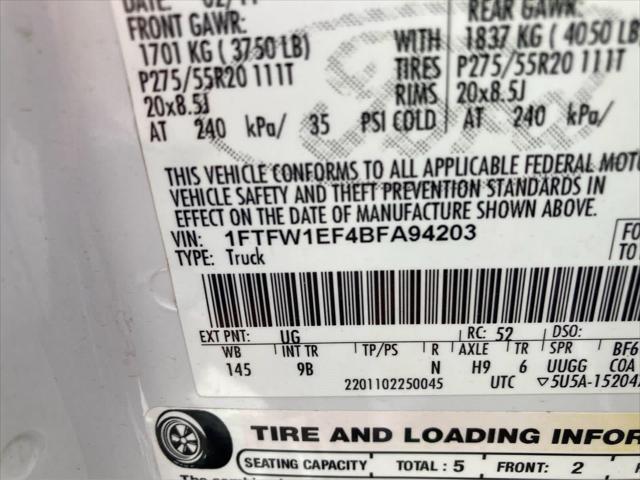 DATE: 02/11
FRONT GAWR: REAR GAWR:
1701 KG ( 3750 LB) WITH 1837 KG ( 4050 LB
P275/55R20 111T TIRES P275/55R20 111T
20x8.5J RIMS 20x8.5J
AT 240 kPa/ 35 PSI COLD AT 240 kPa/
THIS VEHICLE CONFORMS TO ALL APPLICABLE FEDERAL MOTO
VEHICLE SAFETY AND THEFT PREVENTION STANDARDS IN
EFFECT ON THE DATE OF MANUFACTURE SHOWN ABOVE.
VIN: 1FTFW1EF4BFA94203 FO
TYPE: Truck TO
EXT PNT: UG RC: 52 DSO:
WB INT TR TP/PS R AXLE TR SPR BF6
145 9B N H9 6 UUGG COA
2201102250045 UTC ▽5U5A-15204
TIRE AND LOADING INFOR
SEATING CAPACITY TOTAL : 5 FRONT: 2